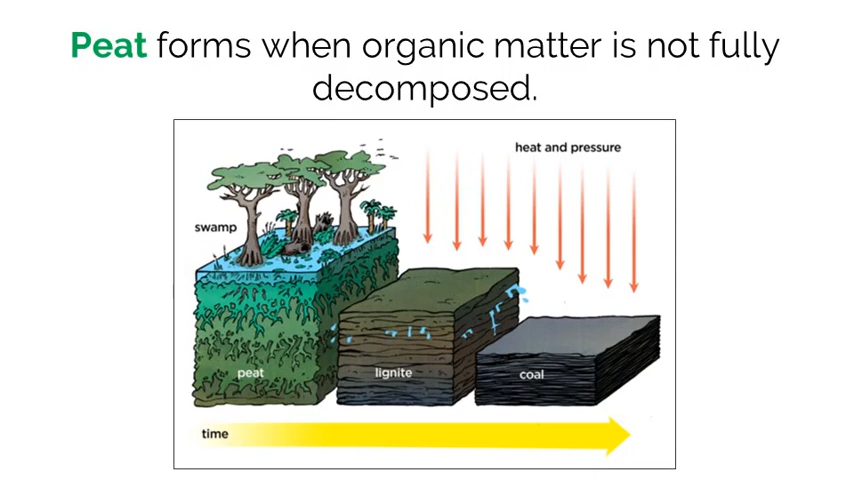 Peat forms when organic matter is not fully
decomposed.
heat and pressure
swamp
peat
lignite
coal
time